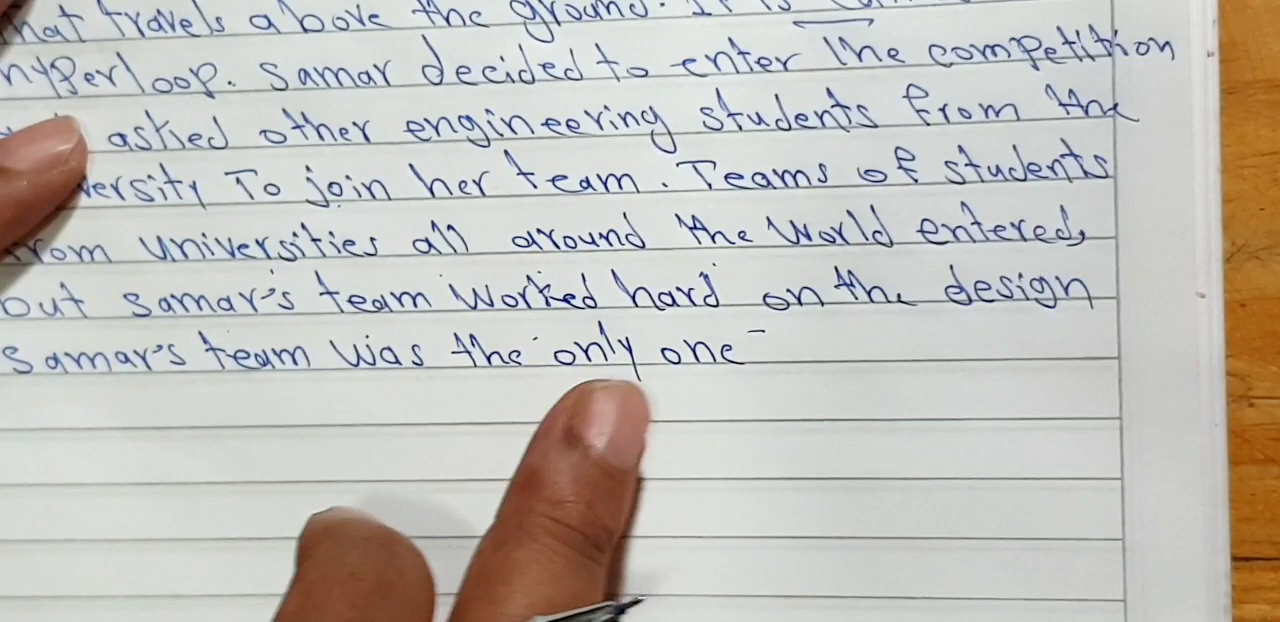 that travels above the ground. It is
hyperloop. Samar decided to enter the competition
asked other engineering students from the
versity To join her team. Teams of students
from universities all around the World entered,
but samar's team Worked hard on the design
Samar's team was the only one